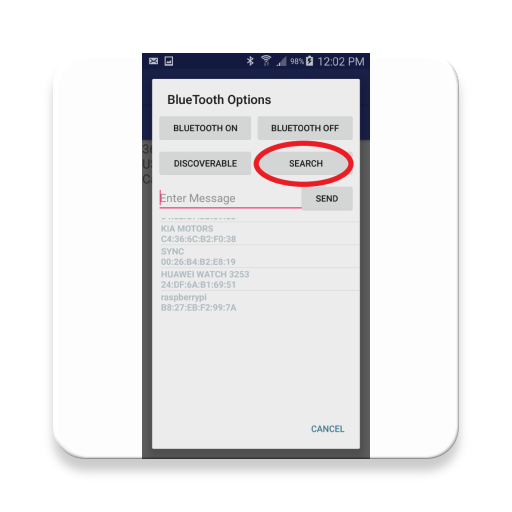 98% 12:02 PM
BlueTooth Options
BLUETOOTH ON BLUETOOTH OFF
DISCOVERABLE SEARCH
Enter Message SEND
KIA MOTORS
C4:36:6C:B2:F0:38
SYNC
00:26:B4:B2:E8:19
HUAWEI WATCH 3253
24:DF:6A:B1:69:51
raspberrypi
B8:27:EB:F2:99:7A
CANCEL